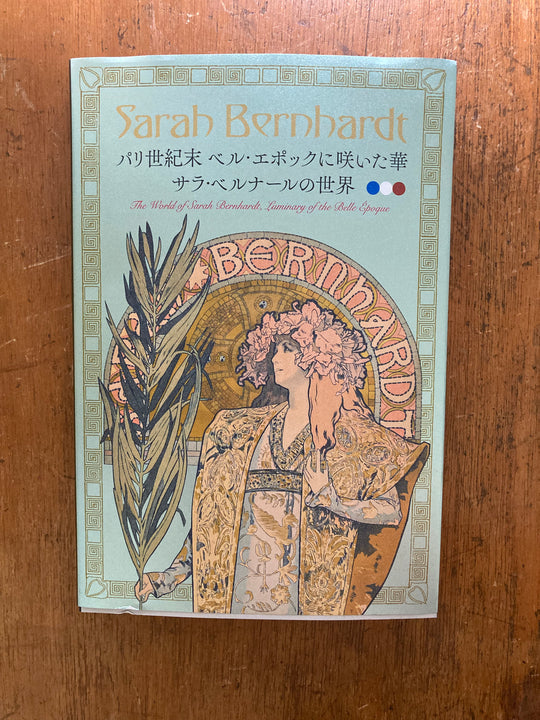 Sarah Bernhardt
パリ世紀末 ベル・エポックに咲いた華
サラ・ベルナールの世界
The World of Sarah Bernhardt, Luminary of the Belle Époque
BERNHARDT